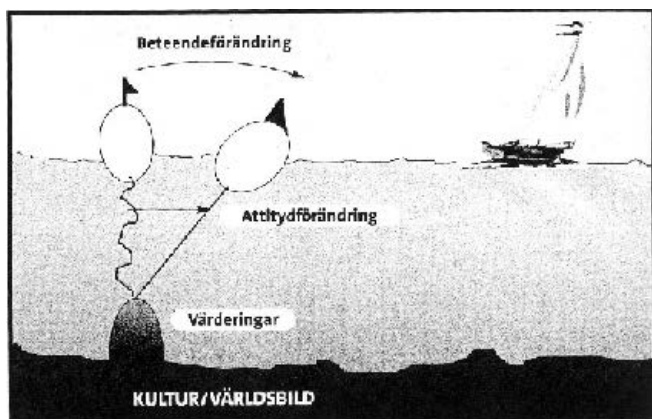 Beteendeförändring
Attitydförändring
Värderingar
KULTUR/VÄRLDSBILD